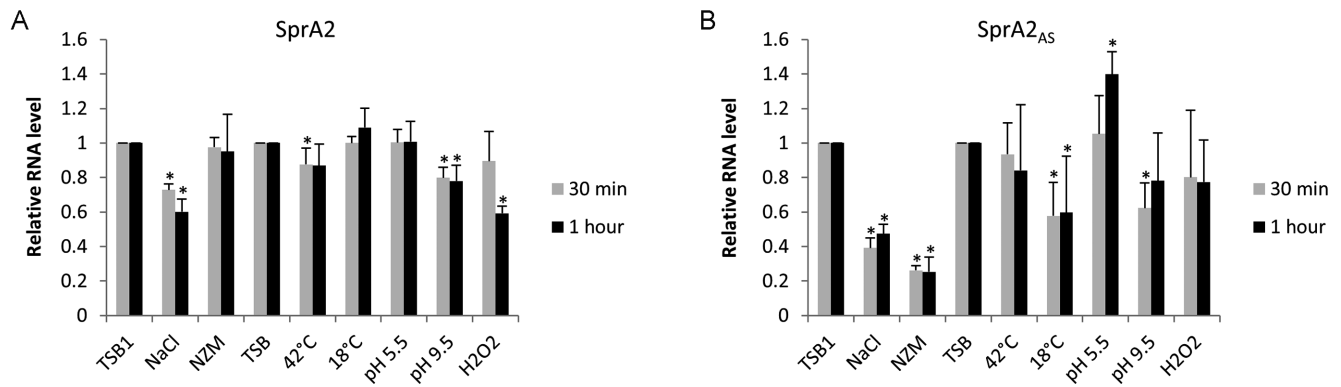 A
SprA2
Relative RNA level
1.6
1.4
1.2
1
0.8
0.6
0.4
0.2
0
* * * * * *
TSB1 NaCl NZM TSB 42°C 18°C pH 5.5 pH 9.5 H2O2
30 min
1 hour
B
SprA2AS
Relative RNA level
1.6
1.4
1.2
1
0.8
0.6
0.4
0.2
0
* * * * * * * *
TSB1 NaCl NZM TSB 42°C 18°C pH 5.5 pH 9.5 H2O2
30 min
1 hour